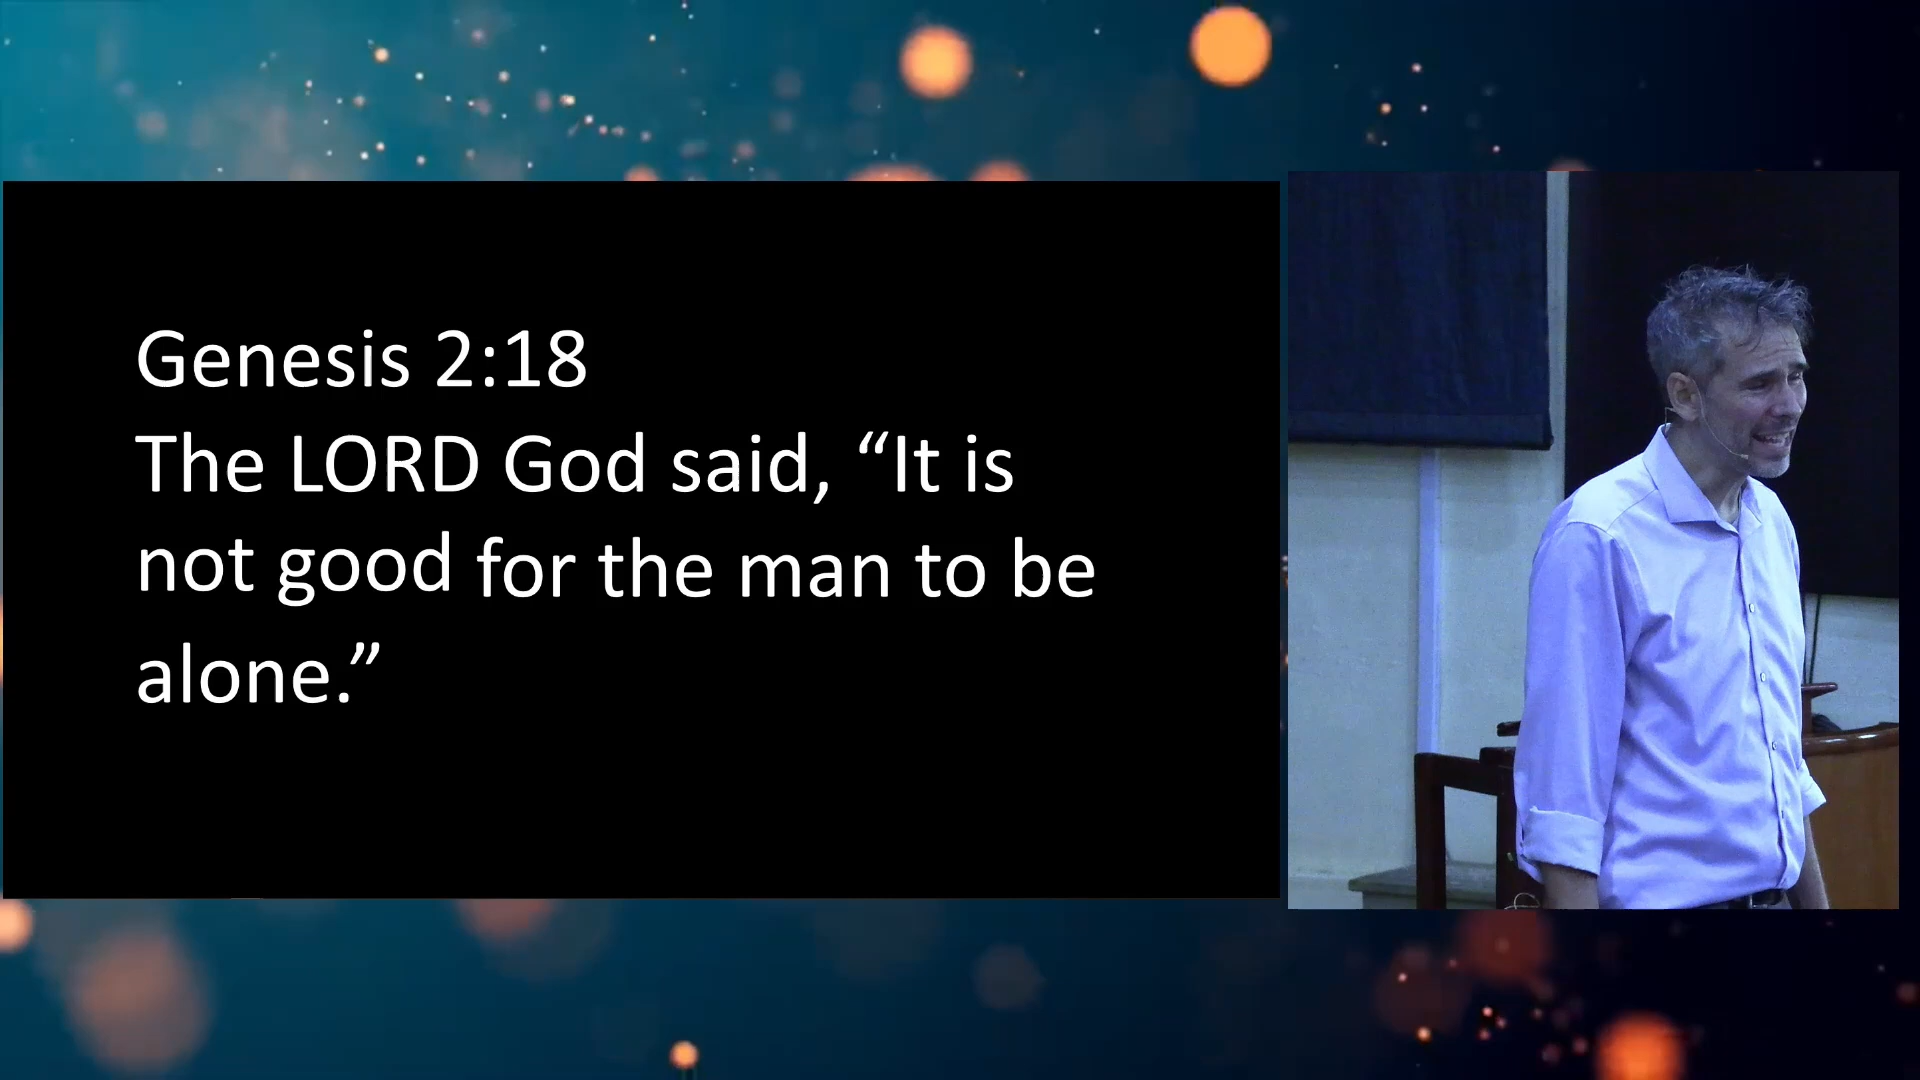 Genesis 2:18
The LORD God said, “It is
not good for the man to be
alone.”